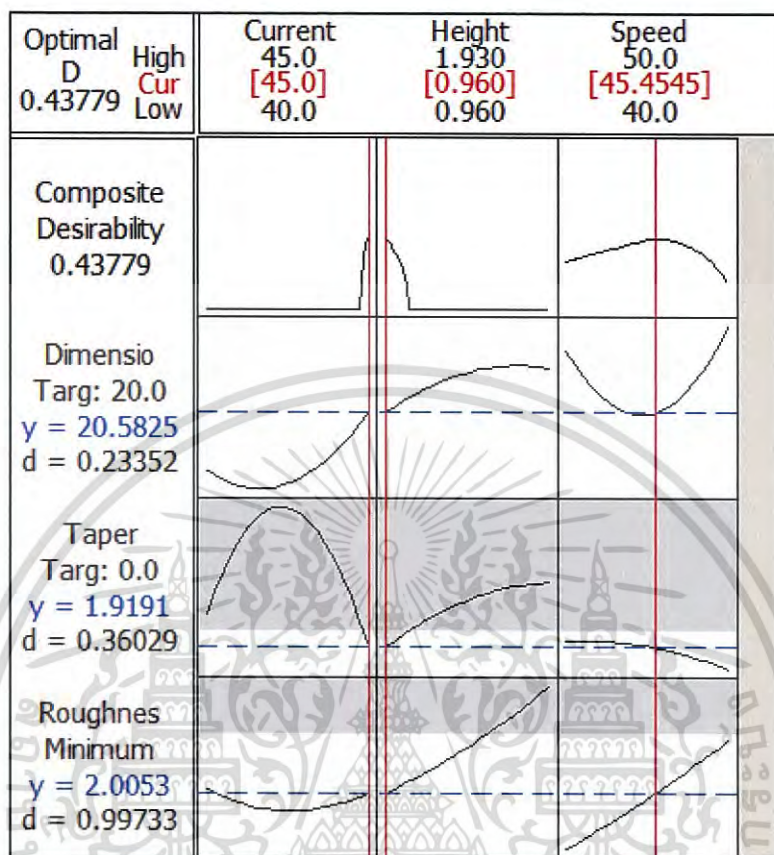 Optimal
D
0.43779
High
Cur
Low
Current
45.0
[45.0]
40.0
Height
1.930
[0.960]
0.960
Speed
50.0
[45.4545]
40.0
Composite
Desirability
0.43779
Dimensio
Targ: 20.0
y = 20.5825
d = 0.23352
Taper
Targ: 0.0
y = 1.9191
d = 0.36029
Roughnes
Minimum
y = 2.0053
d = 0.99733